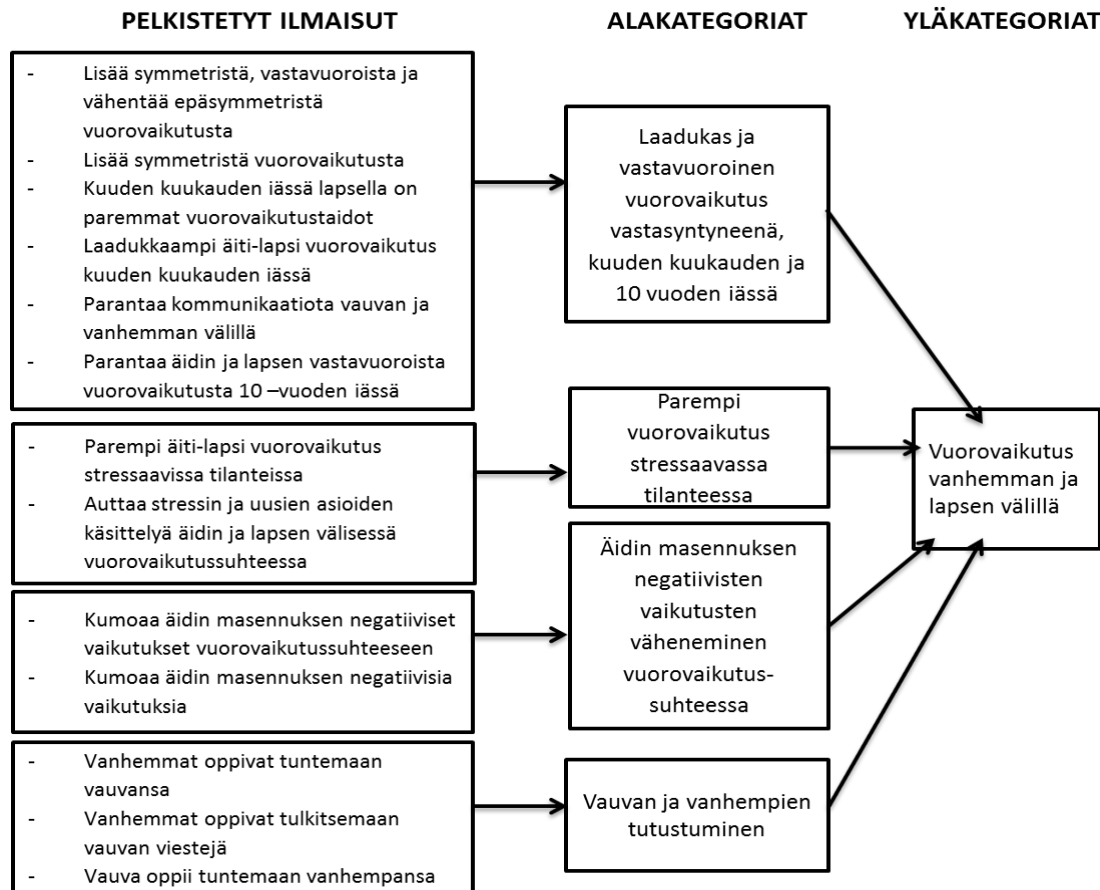 PELKISTETYT ILMAISUT
ALAKATEGORIAT
YLÄKATEGORIAT
- Lisää symmetristä, vastavuoroista ja
vähentää epäsymmetristä
vuorovaikutusta
- Lisää symmetristä vuorovaikutusta
- Kuuden kuukauden iässä lapsella on
paremmat vuorovaikutustaidot
- Laadukkaampi äiti-lapsi vuorovaikutus
kuuden kuukauden iässä
- Parantaa kommunikaatiota vauvan ja
vanhemman välillä
- Parantaa äidin ja lapsen vastavuoroista
vuorovaikutusta 10 –vuoden iässä
- Parempi äiti-lapsi vuorovaikutus
stressaavissa tilanteissa
- Auttaa stressin ja uusien asioiden
käsittelyä äidin ja lapsen välisessä
vuorovaikutussuhteessa
- Kumoaa äidin masennuksen negatiiviset
vaikutukset vuorovaikutussuhteeseen
- Kumoaa äidin masennuksen negatiivisia
vaikutuksia
- Vanhemmat oppivat tuntemaan
vauvansa
- Vanhemmat oppivat tulkitsemaan
vauvan viestejä
- Vauva oppii tuntemaan vanhempansa
Laadukas ja
vastavuoroinen
vuorovaikutus
vastasyntyneenä,
kuuden kuukauden ja
10 vuoden iässä
Parempi
vuorovaikutus
stressaavassa
tilanteessa
Äidin masennuksen
negatiivisten
vaikutusten
väheneminen
vuorovaikutus-
suhteessa
Vauvan ja vanhempien
tutustuminen
Vuorovaikutus
vanhemman ja
lapsen välillä